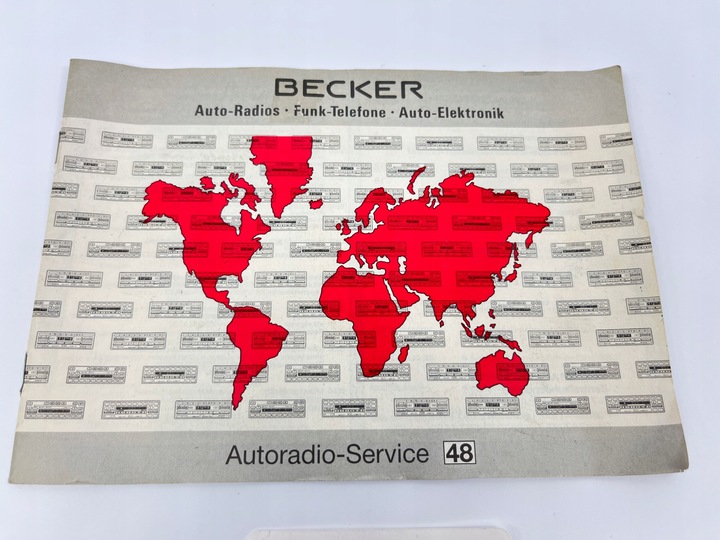 BECKER
Auto-Radios · Funk-Telefone · Auto-Elektronik
Autoradio-Service 48